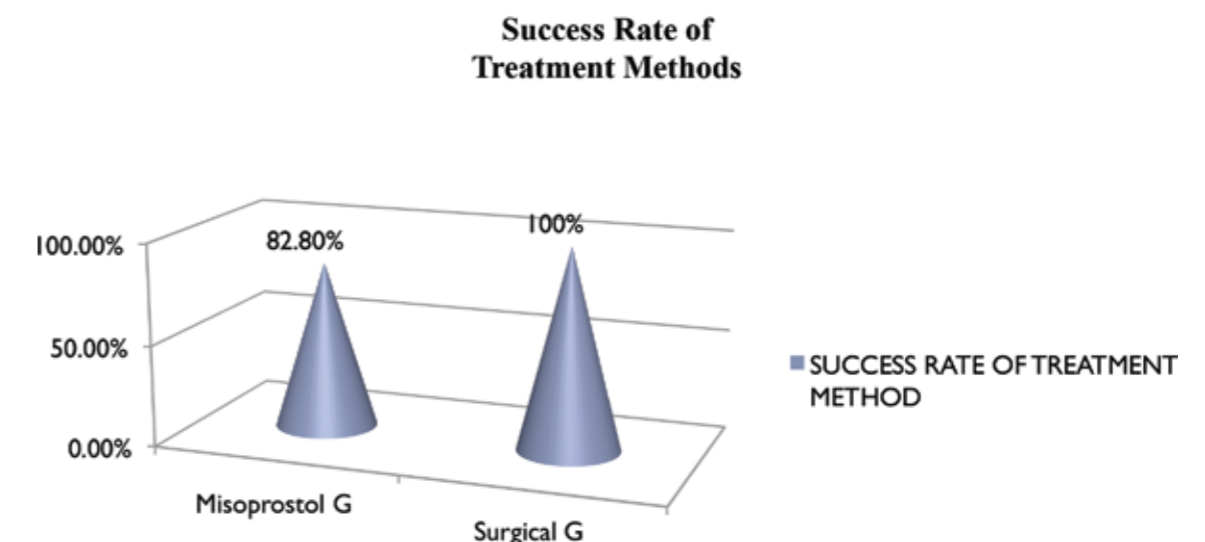 Success Rate of
Treatment Methods
100.00%
82.80%
100%
50.00%
0.00%
Misoprostol G
Surgical G
SUCCESS RATE OF TREATMENT
METHOD